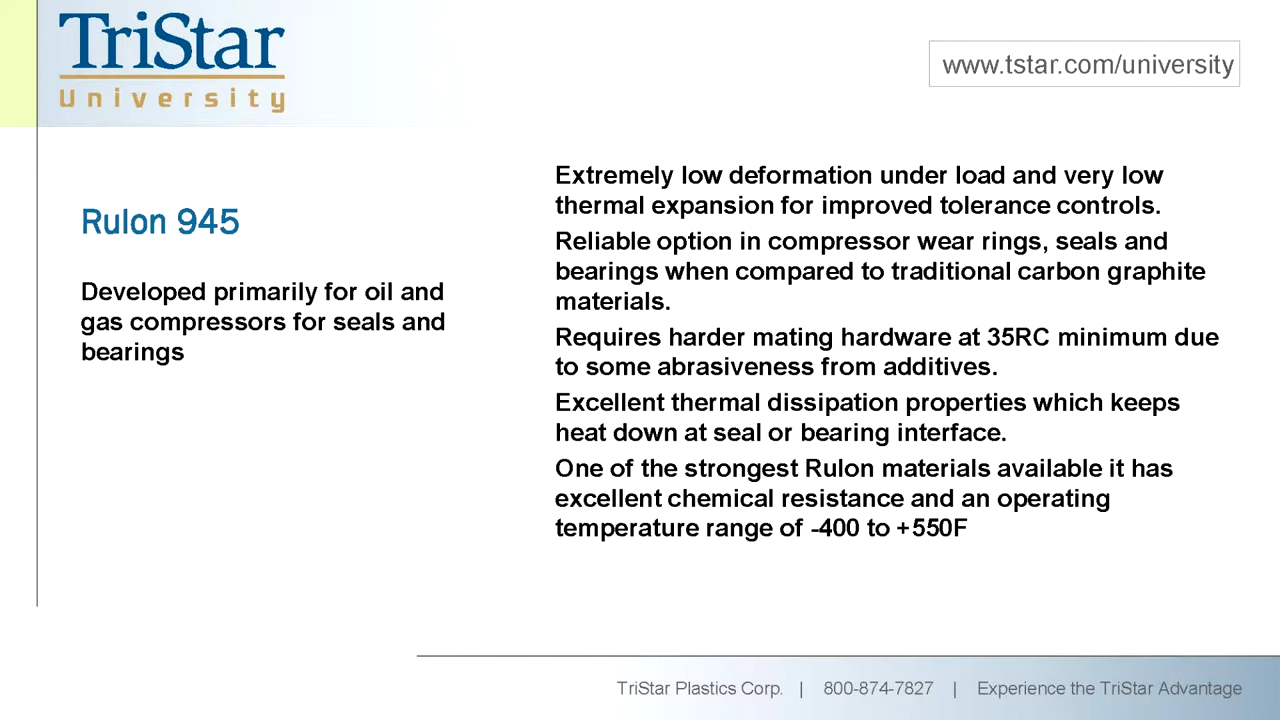 TriStar
University
www.tstar.com/university
Rulon 945
Developed primarily for oil and
gas compressors for seals and
bearings
Extremely low deformation under load and very low
thermal expansion for improved tolerance controls.
Reliable option in compressor wear rings, seals and
bearings when compared to traditional carbon graphite
materials.
Requires harder mating hardware at 35RC minimum due
to some abrasiveness from additives.
Excellent thermal dissipation properties which keeps
heat down at seal or bearing interface.
One of the strongest Rulon materials available it has
excellent chemical resistance and an operating
temperature range of -400 to +550F
TriStar Plastics Corp. | 800-874-7827 | Experience the TriStar Advantage